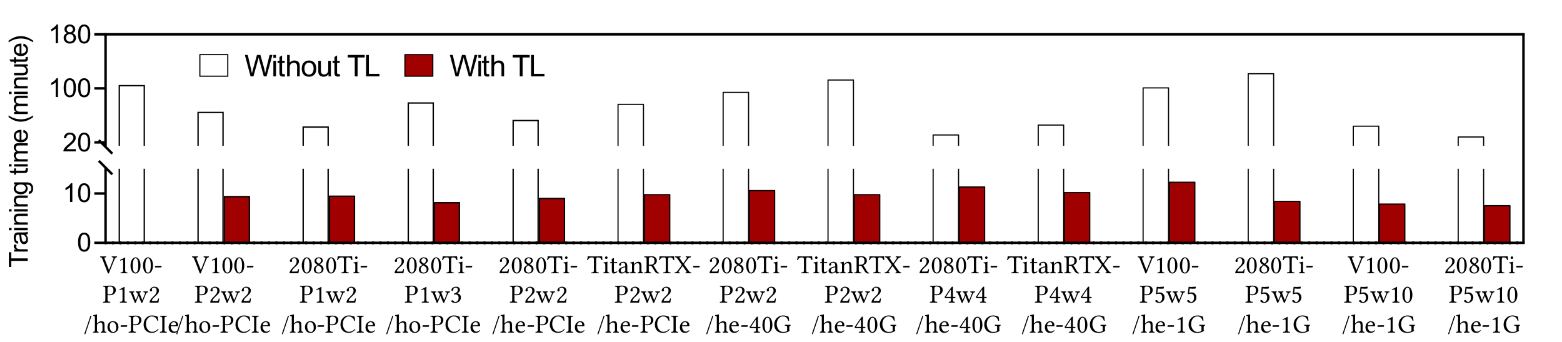 Training time (minute)
180
100
20
10
0
Without TL With TL
V100- V100- 2080Ti- 2080Ti- 2080Ti- TitanRTX- 2080Ti- TitanRTX- 2080Ti- TitanRTX- V100- 2080Ti- V100- 2080Ti-
P1w2 P2w2 P1w2 P1w3 P2w2 P2w2 P2w2 P2w2 P4w4 P4w4 P5w5 P5w5 P5w10 P5w10
/ho-PCIe /ho-PCIe /ho-PCIe /ho-PCIe /he-PCIe /he-PCIe /he-40G /he-40G /he-40G /he-40G /he-1G /he-1G /he-1G /he-1G